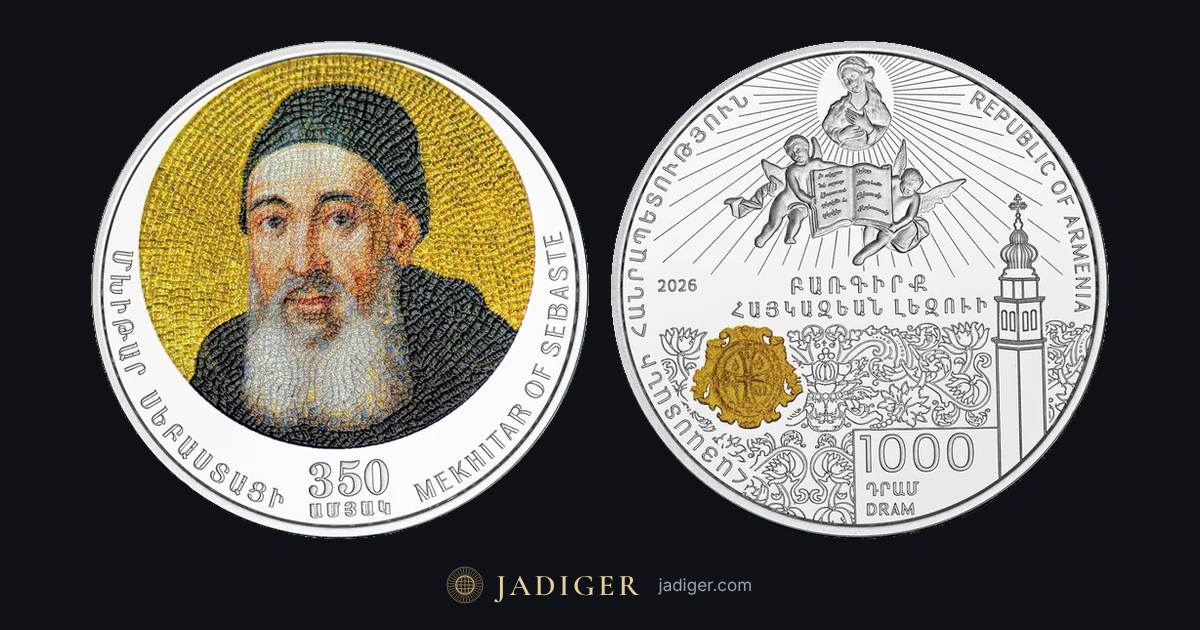 ՄԽԻԹԱՐ ՍԵԲԱՍՏԱՑԻ
350
ԱՄՅԱԿ
MEKHITAR OF SEBASTE
ՀԱՅԱՍՏԱՆԻ ՀԱՆՐԱՊԵՏՈՒԹՅՈՒՆ
REPUBLIC OF ARMENIA
2026
ԲԱՌԳԻՐՔ
ՀԱՅԿԱԶԵԱՆ ԼԵԶՈՒԻ
1000
ԴՐԱՄ
DRAM
JADIGER
jadiger.com